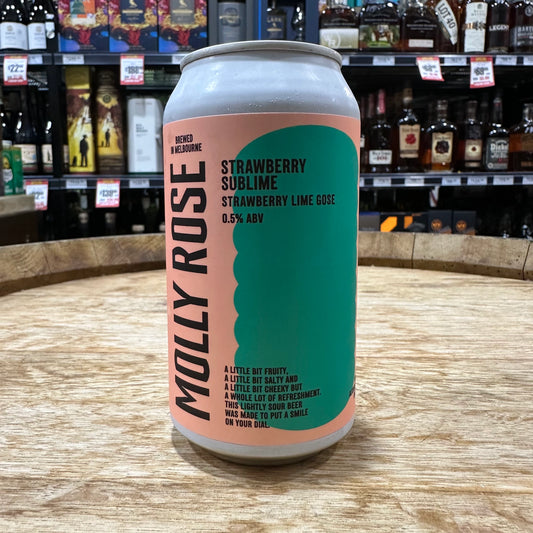 BREWED
IN MELBOURNE
MOLLY ROSE
STRAWBERRY
SUBLIME
STRAWBERRY LIME GOSE
0.5% ABV
A LITTLE BIT FRUITY,
A LITTLE BIT SALTY AND
A LITTLE BIT CHEEKY BUT
A WHOLE LOT OF REFRESHMENT.
THIS LIGHTLY SOUR BEER
WAS MADE TO PUT A SMILE
ON YOUR DIAL.